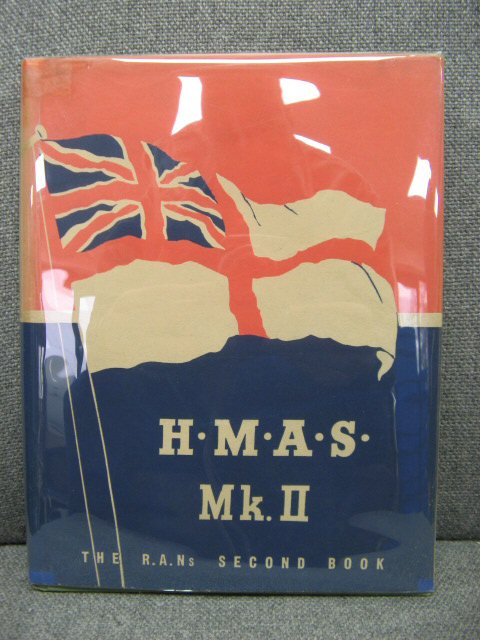 H·M·A·S·
Mk. II
THE R.A.Ns SECOND BOOK